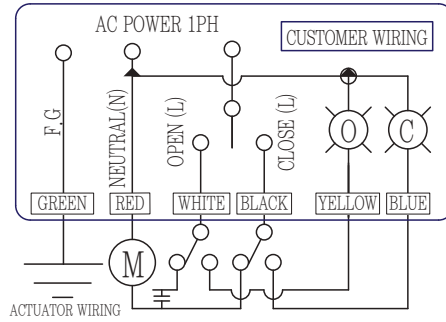 AC POWER 1PH
CUSTOMER WIRING
F.G
NEUTRAL(N)
OPEN (L)
CLOSE (L)
O
C
GREEN
RED
WHITE
BLACK
YELLOW
BLUE
M
ACTUATOR WIRING